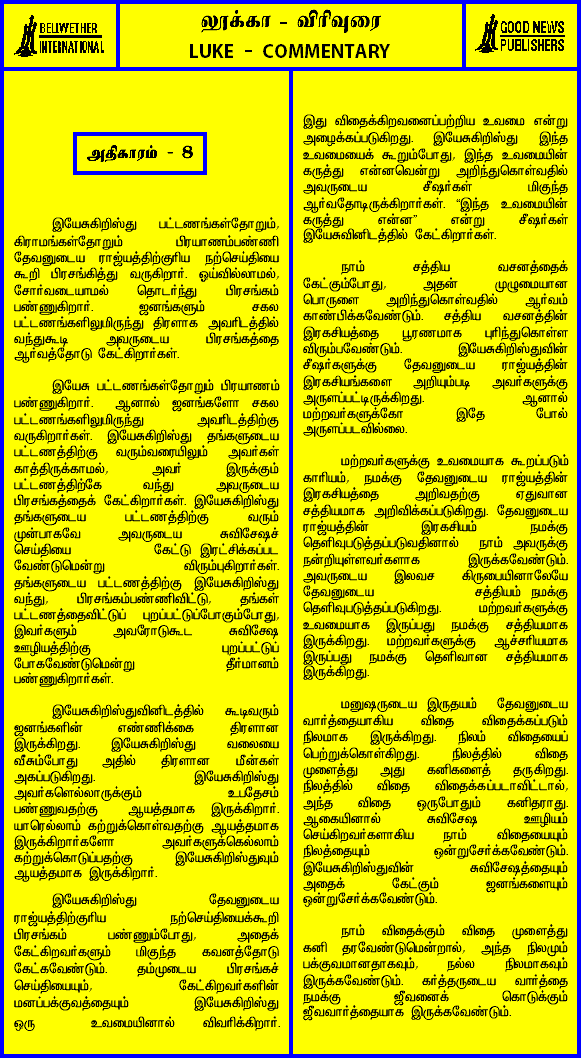 BELLWETHER
INTERNATIONAL
லூக்கா - விரிவுரை
LUKE - COMMENTARY
GOOD NEWS
PUBLISHERS
அதிகாரம் - 8
இயேசுகிறிஸ்து பட்டணங்கள்தோறும்,
கிராமங்கள்தோறும் பிரயாணம்பண்ணி
தேவனுடைய ராஜ்யத்திற்குரிய நற்செய்தியை
கூறி பிரசங்கித்து வருகிறார். ஓய்வில்லாமல்,
சோர்வடையாமல் தொடர்ந்து பிரசங்கம்
பண்ணுகிறார். ஜனங்களும் சகல
பட்டணங்களிலுமிருந்து திரளாக அவரிடத்தில்
வந்துகூடி அவருடைய பிரசங்கத்தை
ஆர்வத்தோடு கேட்கிறார்கள்.
இயேசு பட்டணங்கள்தோறும் பிரயாணம்
பண்ணுகிறார். ஆனால் ஜனங்களோ சகல
பட்டணங்களிலுமிருந்து அவரிடத்திற்கு
வருகிறார்கள். இயேசுகிறிஸ்து தங்களுடைய
பட்டணத்திற்கு வரும்வரையிலும் அவர்கள்
காத்திருக்காமல், அவர் இருக்கும்
பட்டணத்திற்கே வந்து அவருடைய
பிரசங்கத்தைக் கேட்கிறார்கள். இயேசுகிறிஸ்து
தங்களுடைய பட்டணத்திற்கு வரும்
முன்பாகவே அவருடைய சுவிசேஷச்
செய்தியை கேட்டு இரட்சிக்கப்பட
வேண்டுமென்று விரும்புகிறார்கள்.
தங்களுடைய பட்டணத்திற்கு இயேசுகிறிஸ்து
வந்து, பிரசங்கம்பண்ணிவிட்டு, தங்கள்
பட்டணத்தைவிட்டுப் புறப்பட்டுப்போகும்போது,
இவர்களும் அவரோடுகூட சுவிசேஷ
ஊழியத்திற்கு புறப்பட்டுப்
போகவேண்டுமென்று தீர்மானம்
பண்ணுகிறார்கள்.
இயேசுகிறிஸ்துவினிடத்தில் கூடிவரும்
ஜனங்களின் எண்ணிக்கை திரளான
இருக்கிறது. இயேசுகிறிஸ்து வலையை
வீசும்போது அதில் திரளான மீன்கள்
அகப்படுகிறது. இயேசுகிறிஸ்து
அவர்களெல்லாருக்கும் உபதேசம்
பண்ணுவதற்கு ஆயத்தமாக இருக்கிறார்.
யாரெல்லாம் கற்றுக்கொள்வதற்கு ஆயத்தமாக
இருக்கிறார்களோ அவர்களுக்கெல்லாம்
கற்றுக்கொடுப்பதற்கு இயேசுகிறிஸ்துவும்
ஆயத்தமாக இருக்கிறார்.
இயேசுகிறிஸ்து தேவனுடைய
ராஜ்யத்திற்குரிய நற்செய்தியைக்கூறி
பிரசங்கம் பண்ணும்போது, அதைக்
கேட்கிறவர்களும் மிகுந்த கவனத்தோடு
கேட்கவேண்டும். தம்முடைய பிரசங்கச்
செய்தியையும், கேட்கிறவர்களின்
மனப்பக்குவத்தையும் இயேசுகிறிஸ்து
ஒரு உவமையினால் விவரிக்கிறார்.
இது விதைக்கிறவனைப்பற்றிய உவமை என்று
அழைக்கப்படுகிறது. இயேசுகிறிஸ்து இந்த
உவமையைக் கூறும்போது, இந்த உவமையின்
கருத்து என்னவென்று அறிந்துகொள்வதில்
அவருடைய சீஷர்கள் மிகுந்த
ஆர்வதோடிருக்கிறார்கள். “இந்த உவமையின்
கருத்து என்ன” என்று சீஷர்கள்
இயேசுவினிடத்தில் கேட்கிறார்கள்.
நாம் சத்திய வசனத்தைக்
கேட்கும்போது, அதன் முழுமையான
பொருளை அறிந்துகொள்வதில் ஆர்வம்
காண்பிக்கவேண்டும். சத்திய வசனத்தின்
இரகசியத்தை பூரணமாக புரிந்துகொள்ள
விரும்பவேண்டும். இயேசுகிறிஸ்துவின்
சீஷர்களுக்கு தேவனுடைய ராஜ்யத்தின்
இரகசியங்களை அறியும்படி அவர்களுக்கு
அருளப்பட்டிருக்கிறது. ஆனால்
மற்றவர்களுக்கோ இதே போல்
அருளப்படவில்லை.
மற்றவர்களுக்கு உவமையாக கூறப்படும்
காரியம், நமக்கு தேவனுடைய ராஜ்யத்தின்
இரகசியத்தை அறிவதற்கு ஏதுவான
சத்தியமாக அறிவிக்கப்படுகிறது. தேவனுடைய
ராஜ்யத்தின் இரகசியம் நமக்கு
தெளிவுபடுத்தப்படுவதினால் நாம் அவருக்கு
நன்றியுள்ளவர்களாக இருக்கவேண்டும்.
அவருடைய இலவச கிருபையினாலேயே
தேவனுடைய சத்தியம் நமக்கு
தெளிவுபடுத்தப்படுகிறது. மற்றவர்களுக்கு
உவமையாக இருப்பது நமக்கு சத்தியமாக
இருக்கிறது. மற்றவர்களுக்கு ஆச்சரியமாக
இருப்பது நமக்கு தெளிவான சத்தியமாக
இருக்கிறது.
மனுஷருடைய இருதயம் தேவனுடைய
வார்த்தையாகிய விதை விதைக்கப்படும்
நிலமாக இருக்கிறது. நிலம் விதையைப்
பெற்றுக்கொள்கிறது. நிலத்தில் விதை
முளைத்து அது கனிகளைத் தருகிறது.
நிலத்தில் விதை விதைக்கப்படாவிட்டால்,
அந்த விதை ஒருபோதும் கனிதராது.
ஆகையினால் சுவிசேஷ ஊழியம்
செய்கிறவர்களாகிய நாம் விதையையும்
நிலத்தையும் ஒன்றுசேர்க்கவேண்டும்.
இயேசுகிறிஸ்துவின் சுவிசேஷத்தையும்
அதைக் கேட்கும் ஜனங்களையும்
ஒன்றுசேர்க்கவேண்டும்.
நாம் விதைக்கும் விதை முளைத்து
கனி தரவேண்டுமென்றால், அந்த நிலமும்
பக்குவமானதாகவும், நல்ல நிலமாகவும்
இருக்கவேண்டும். கர்த்தருடைய வார்த்தை
நமக்கு ஜீவனைக் கொடுக்கும்
ஜீவவார்த்தையாக இருக்கவேண்டும்.